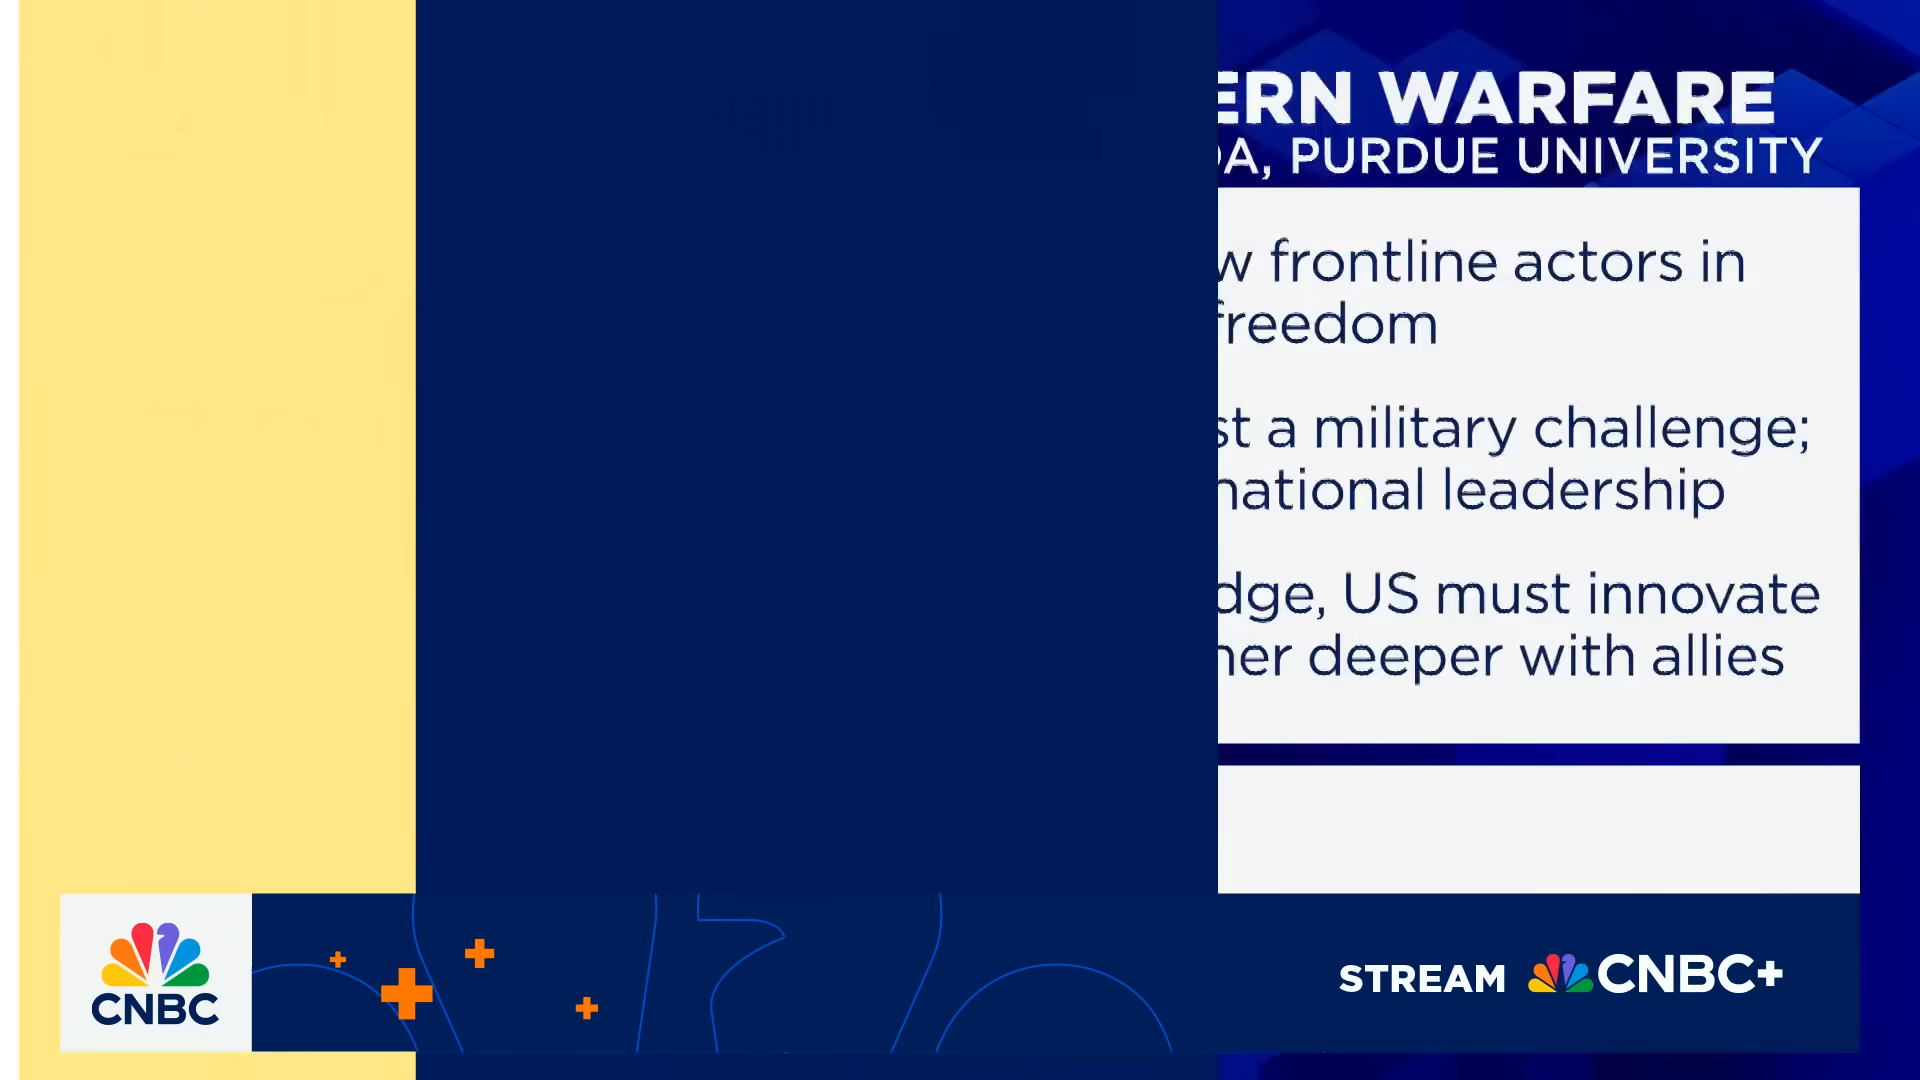 ERN WARFARE
DA, PURDUE UNIVERSITY
w frontline actors in
freedom
st a military challenge;
national leadership
dge, US must innovate
ner deeper with allies
CNBC
STREAM CNBC+